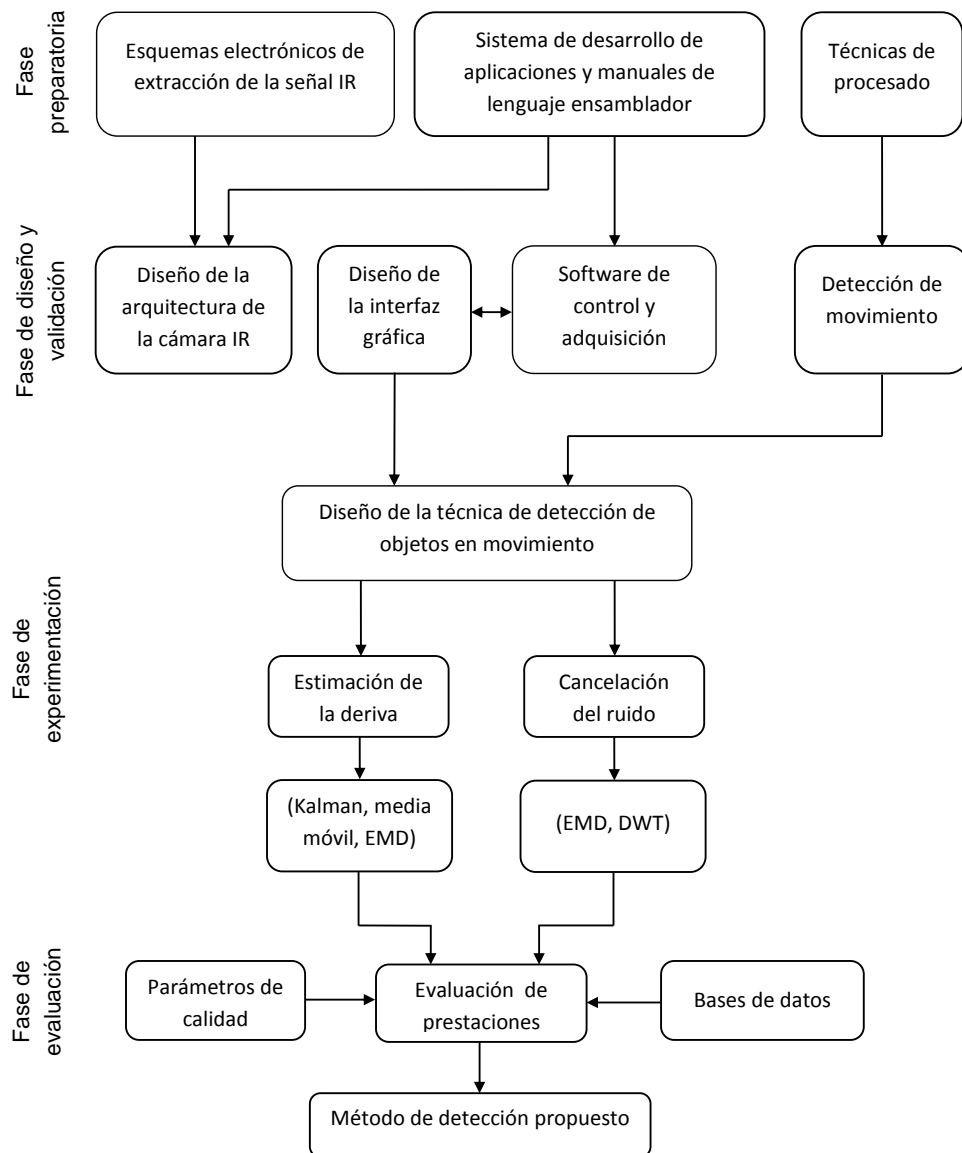 Fase
preparatoria
Esquemas electrónicos de
extracción de la señal IR
Sistema de desarrollo de
aplicaciones y manuales de
lenguaje ensamblador
Técnicas de
procesado
Fase de diseño y
validación
Diseño de la
arquitectura de
la cámara IR
Diseño de
la interfaz
gráfica
Software de
control y
adquisición
Detección de
movimiento
Diseño de la técnica de detección de
objetos en movimiento
Fase de
experimentación
Estimación de
la deriva
Cancelación
del ruido
(Kalman, media
móvil, EMD)
(EMD, DWT)
Fase de
evaluación
Parámetros de
calidad
Evaluación de
prestaciones
Bases de datos
Método de detección propuesto